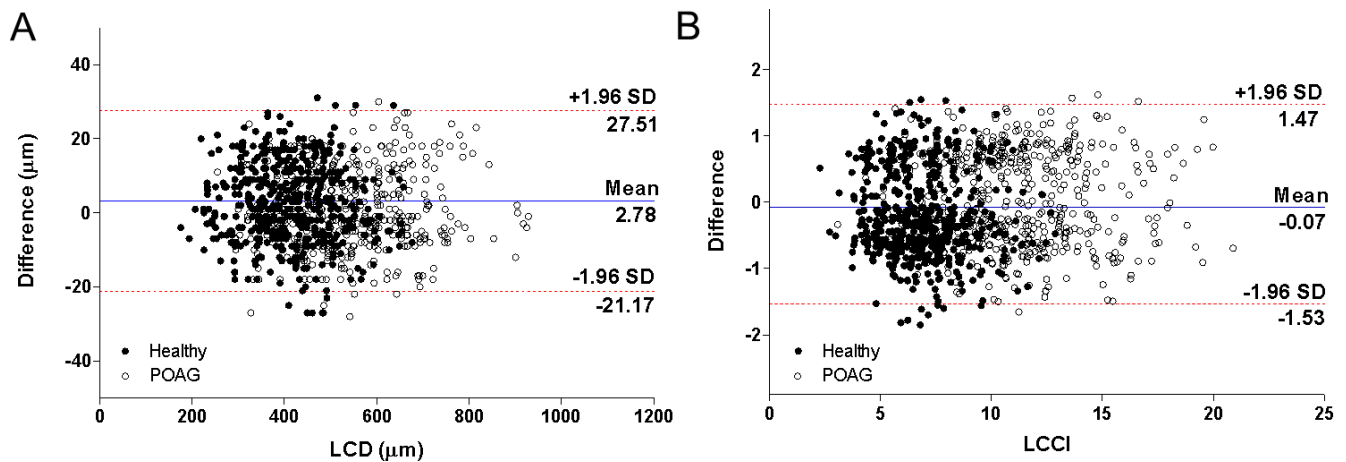 A
Difference (μm)
40
20
0
-20
-40
+1.96 SD
27.51
Mean
2.78
-1.96 SD
-21.17
Healthy
POAG
0
200
400
600
800
1000
1200
LCD (μm)
B
Difference
2
1
0
-1
-2
+1.96 SD
1.47
Mean
-0.07
-1.96 SD
-1.53
Healthy
POAG
0
5
10
15
20
25
LCCI